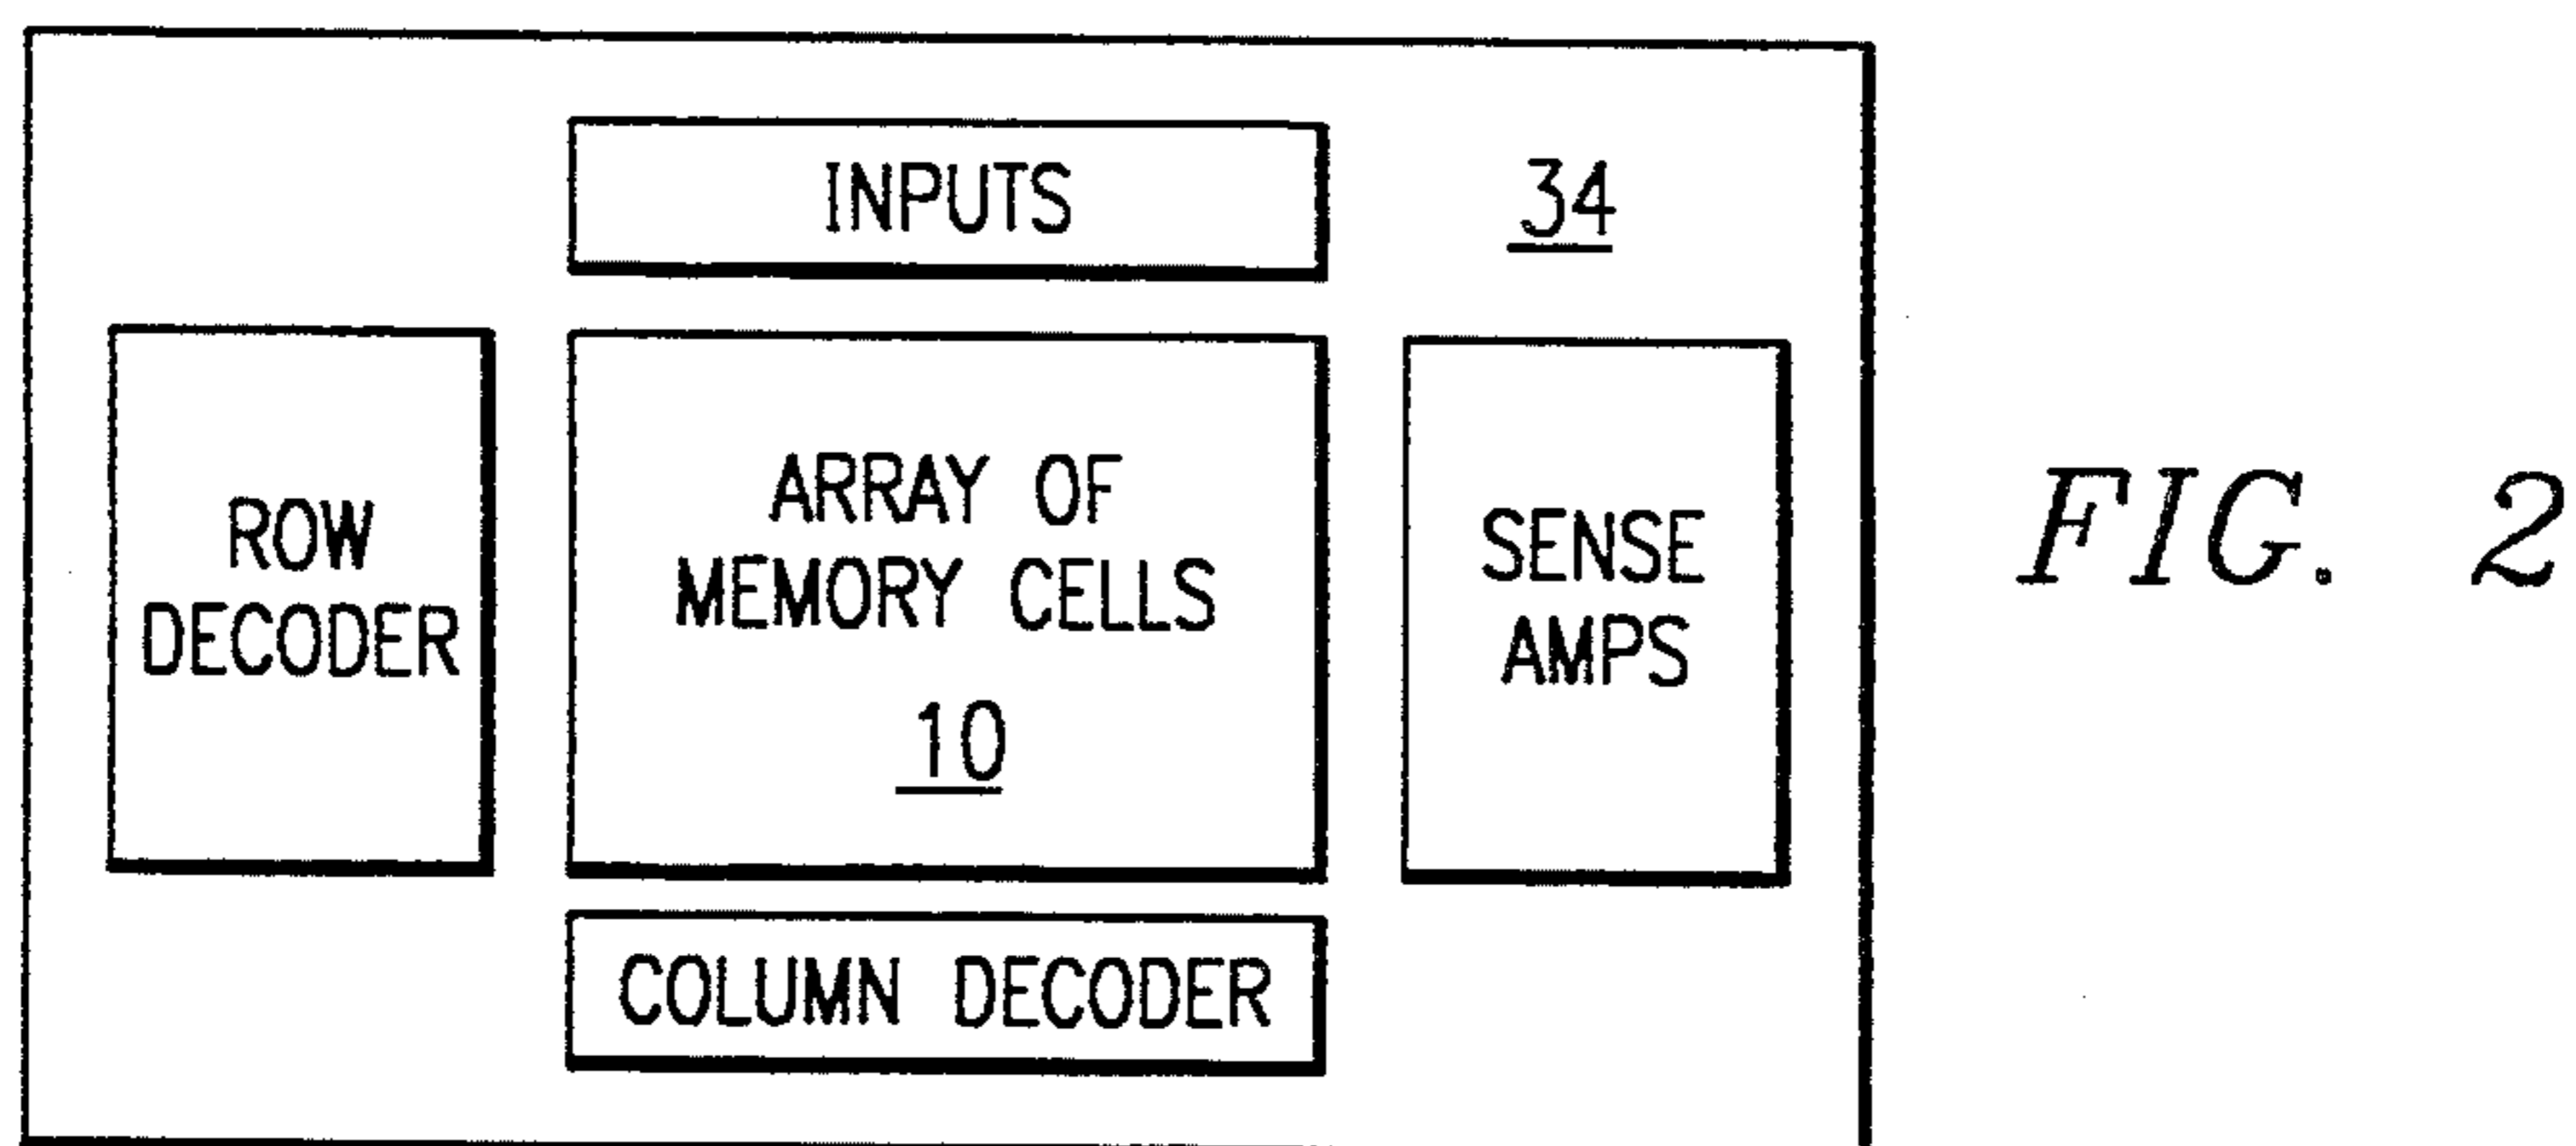 INPUTS
34
ROW
DECODER
ARRAY OF
MEMORY CELLS
10
SENSE
AMPS
COLUMN DECODER
FIG. 2